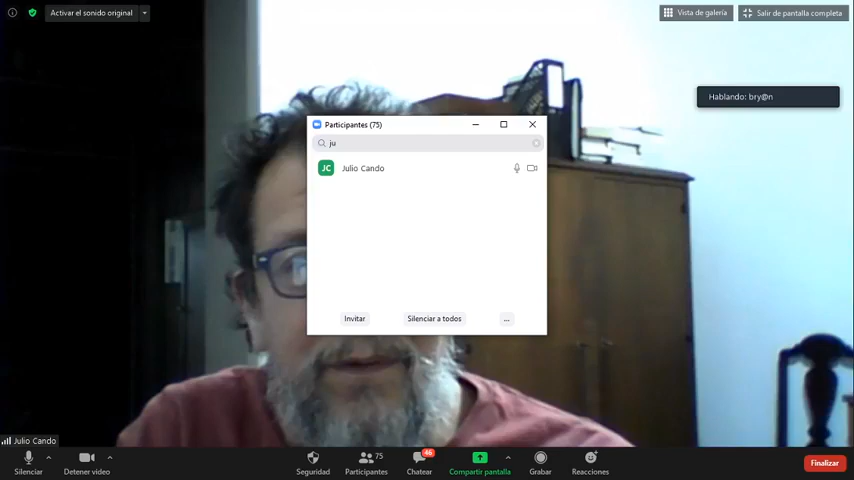 Activar el sonido original
Vista de galería
Salir de pantalla completa
Hablando: bry@n
Participantes (75)
ju
JC Julio Cando
Invitar
Silenciar a todos
...
Julio Cando
Silenciar
Detener video
Seguridad
75
Participantes
46
Chatear
Compartir pantalla
Grabar
Reacciones
Finalizar